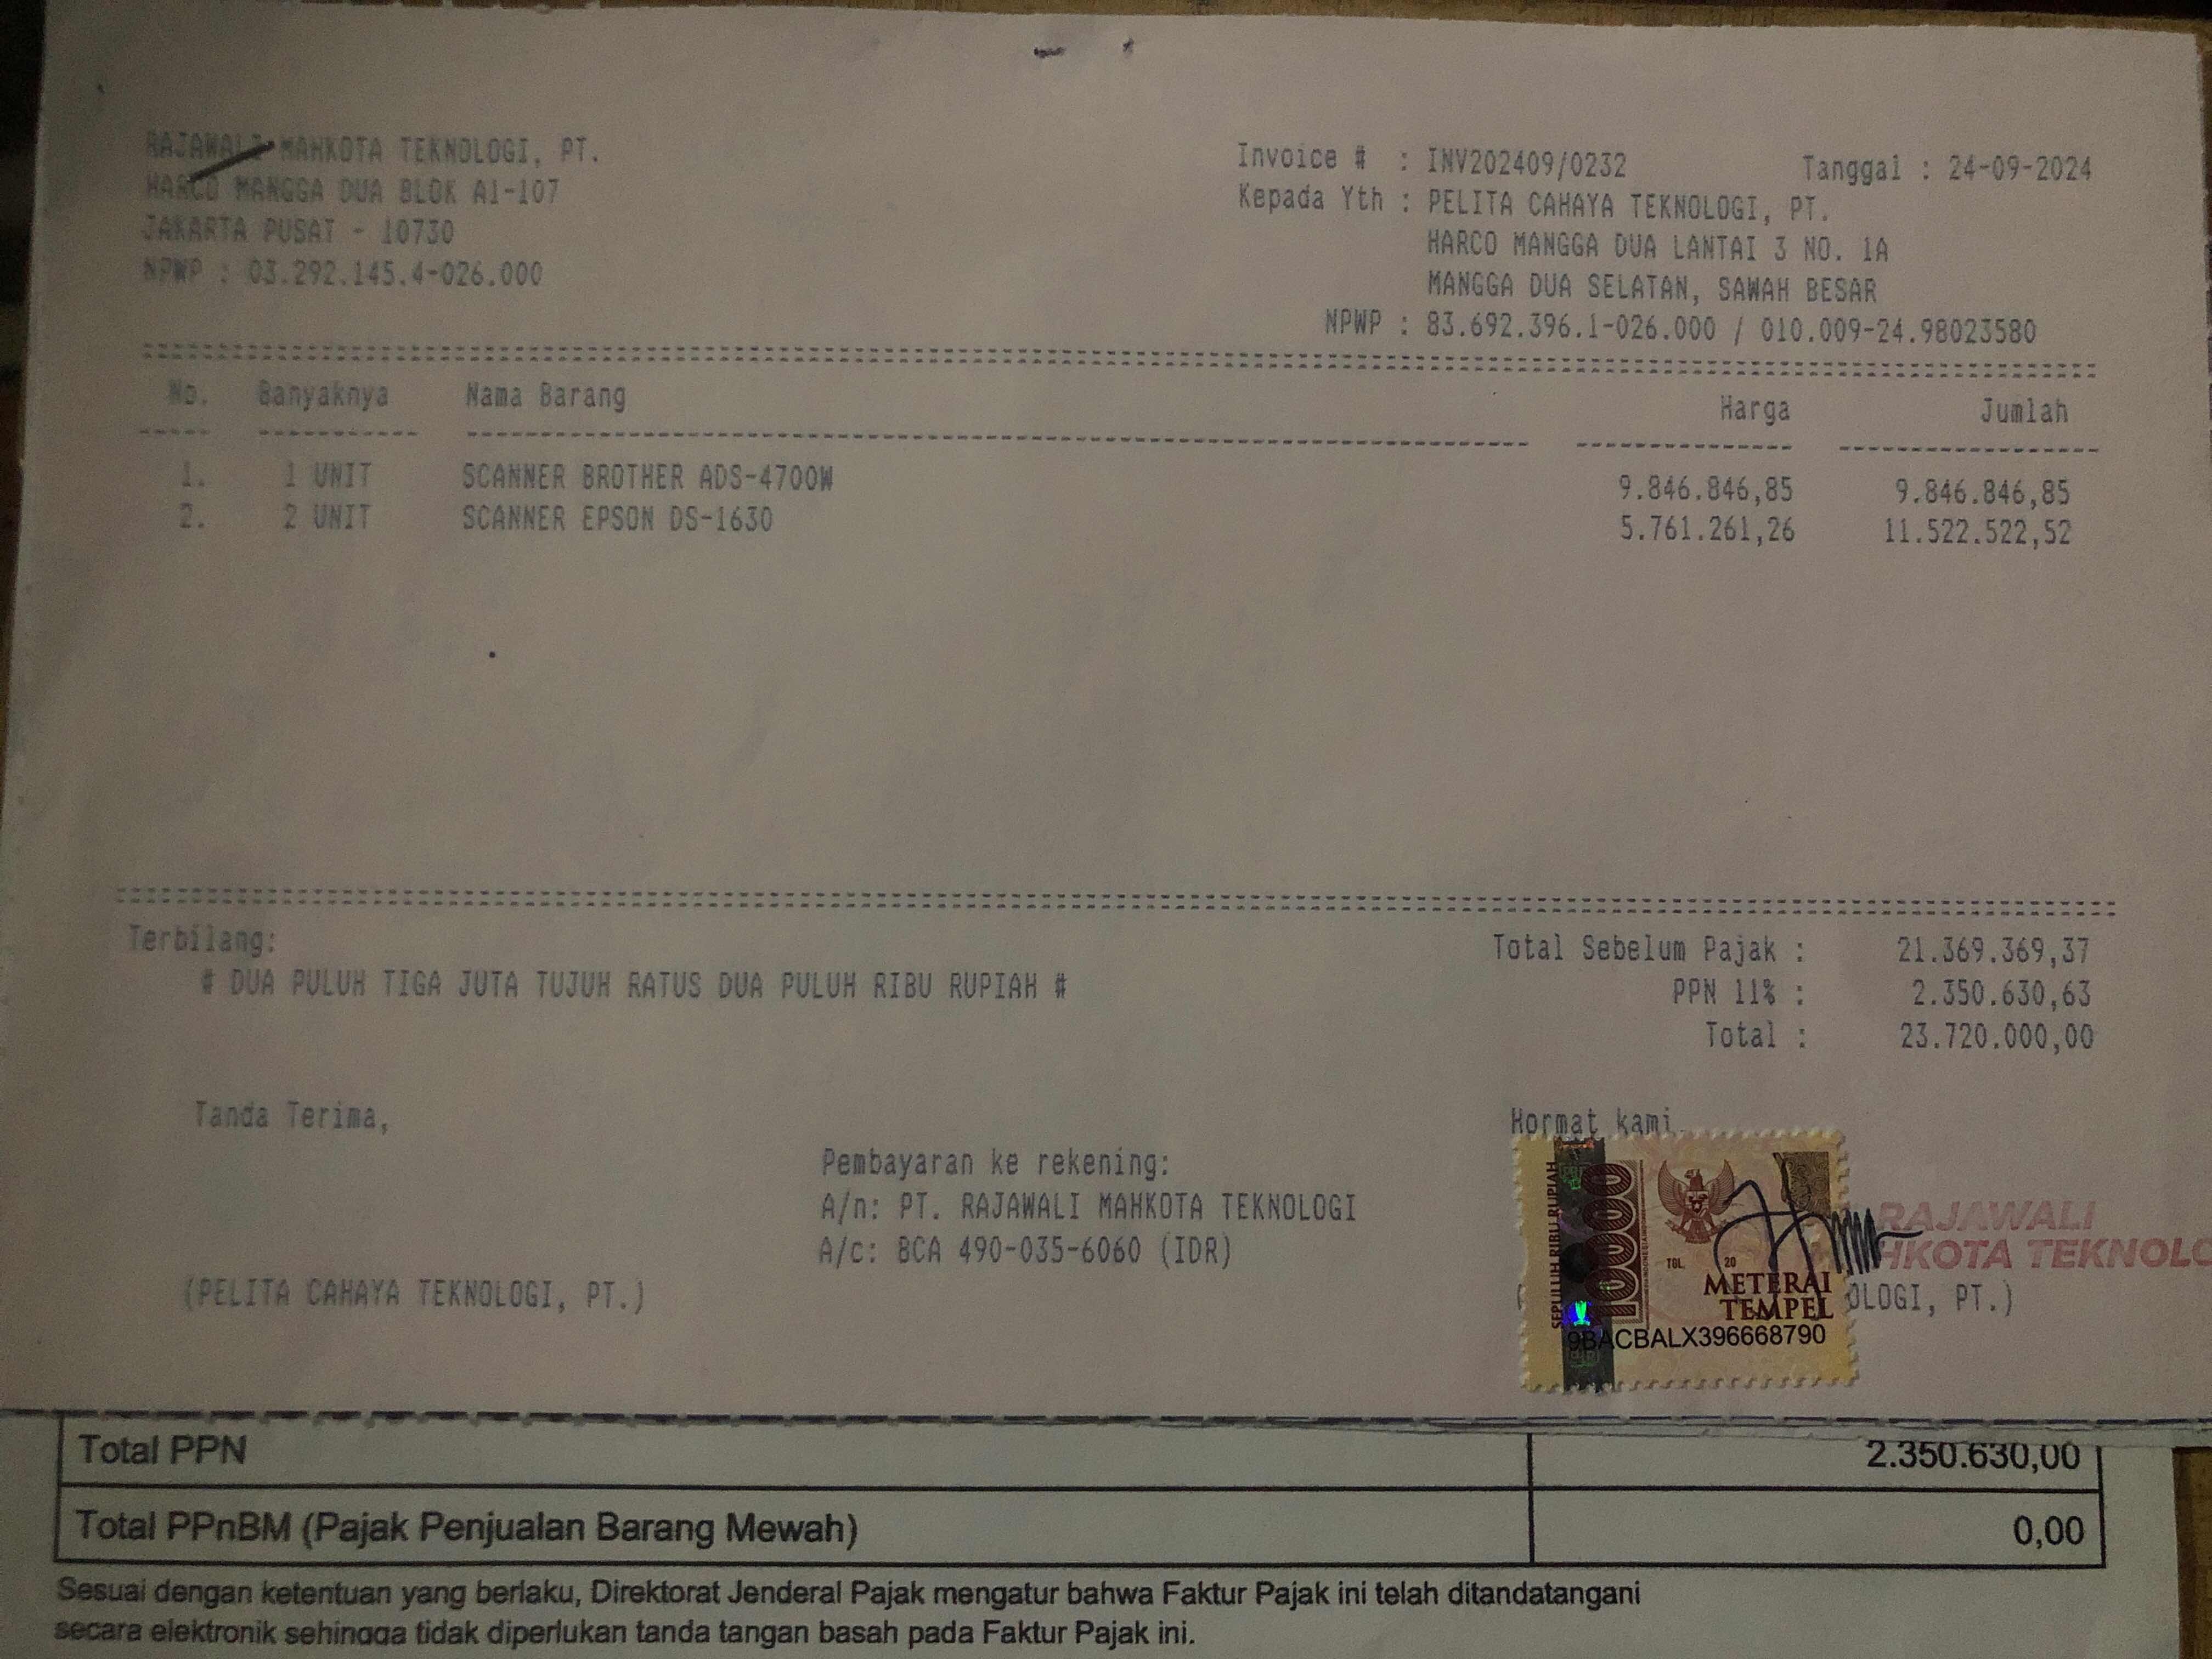 RAJAWALI MAHKOTA TEKNOLOGI, PT.
HARCO MANGGA DUA BLOK A1-107
JAKARTA PUSAT - 10730
NPWP : 03.292.145.4-026.000
Invoice # : INV202409/0232 Tanggal : 24-09-2024
Kepada Yth : PELITA CAHAYA TEKNOLOGI, PT.
HARCO MANGGA DUA LANTAI 3 NO. 1A
MANGGA DUA SELATAN, SAWAH BESAR
NPWP : 83.692.396.1-026.000 / 010.009-24.98023580
No. Banyaknya Nama Barang Harga Jumlah
1. 1 UNIT SCANNER BROTHER ADS-4700W 9.846.846,85 9.846.846,85
2. 2 UNIT SCANNER EPSON DS-1630 5.761.261,26 11.522.522,52
Terbilang:
# DUA PULUH TIGA JUTA TUJUH RATUS DUA PULUH RIBU RUPIAH #
Total Sebelum Pajak : 21.369.369,37
PPN 11% : 2.350.630,63
Total : 23.720.000,00
Tanda Terima,
(PELITA CAHAYA TEKNOLOGI, PT.)
Pembayaran ke rekening:
A/n: PT. RAJAWALI MAHKOTA TEKNOLOGI
A/c: BCA 490-035-6060 (IDR)
Hormat kami
SEPULUH RIBU RUPIAH
10000
TGL. 20
METERAI
TEMPEL
9BACBALX396668790
RAJAWALI
HKOTA TEKNOLO
OLOGI, PT.)
Total PPN 2.350.630,00
Total PPnBM (Pajak Penjualan Barang Mewah) 0,00
Sesuai dengan ketentuan yang berlaku, Direktorat Jenderal Pajak mengatur bahwa Faktur Pajak ini telah ditandatangani
secara elektronik sehingga tidak diperlukan tanda tangan basah pada Faktur Pajak ini.